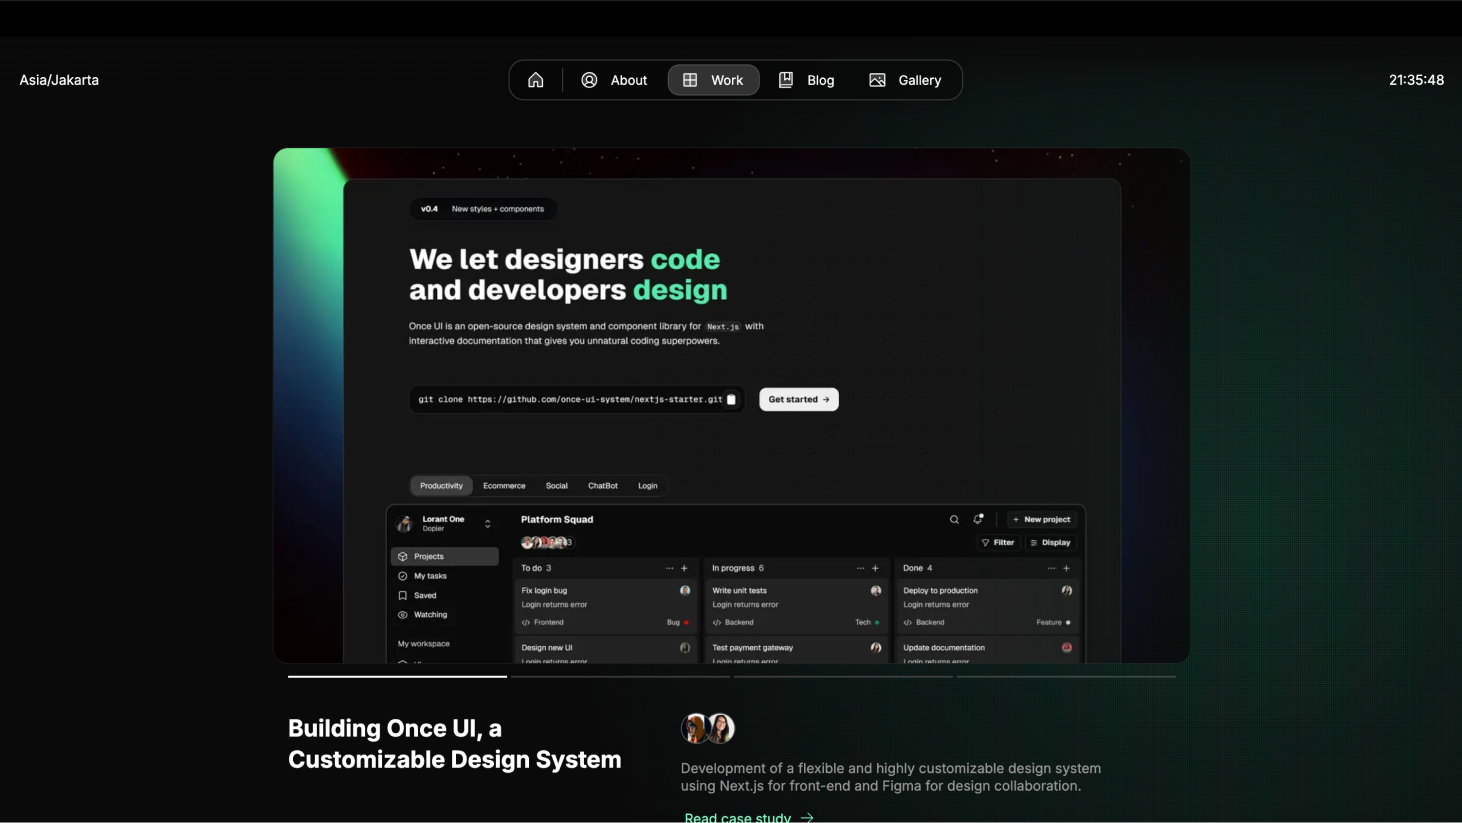 Asia/Jakarta
About
Work
Blog
Gallery
21:35:48
v0.4 New styles + components
We let designers code
and developers design
Once UI is an open-source design system and component library for Next.js with
interactive documentation that gives you unnatural coding superpowers.
git clone https://github.com/once-ui-system/nextjs-starter.git
Get started →
Productivity
Ecommerce
Social
ChatBot
Login
Lorant One
Dopler
Projects
My tasks
Saved
Watching
My workspace
Platform Squad
+ New project
Filter
Display
To do 3
Fix login bug
Login returns error
</> Frontend
Bug
Design new UI
Login returns error
In progress 6
Write unit tests
Login returns error
</> Backend
Tech
Test payment gateway
Login returns error
Done 4
Deploy to production
Login returns error
</> Backend
Feature
Update documentation
Login returns error
Building Once UI, a
Customizable Design System
Development of a flexible and highly customizable design system
using Next.js for front-end and Figma for design collaboration.
Read case study →